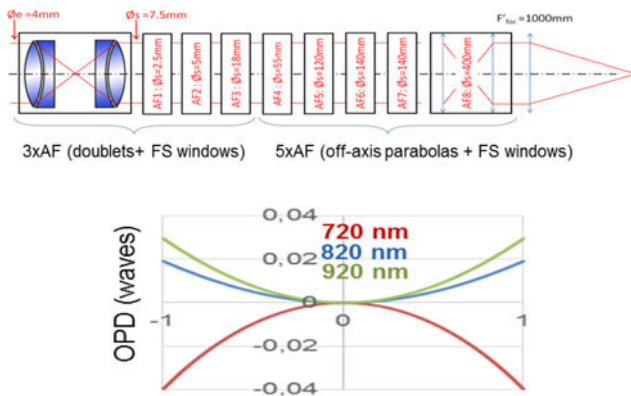 Øe =4mm Øs =7.5mm F'foc =1000mm
AF1 : Øs=2.5mm
AF2 : Øs=5mm
AF3 : Øs=18mm
AF4 : Øs=55mm
AF5: Øs=120mm
AF6: Øs=140mm
AF7: Øs=140mm
AF8: Øs=400mm
3xAF (doublets+ FS windows) 5xAF (off-axis parabolas + FS windows)
0,04
720 nm
820 nm
920 nm
0,02
OPD (waves)
0
-1 0 1
-0,02
-0,04